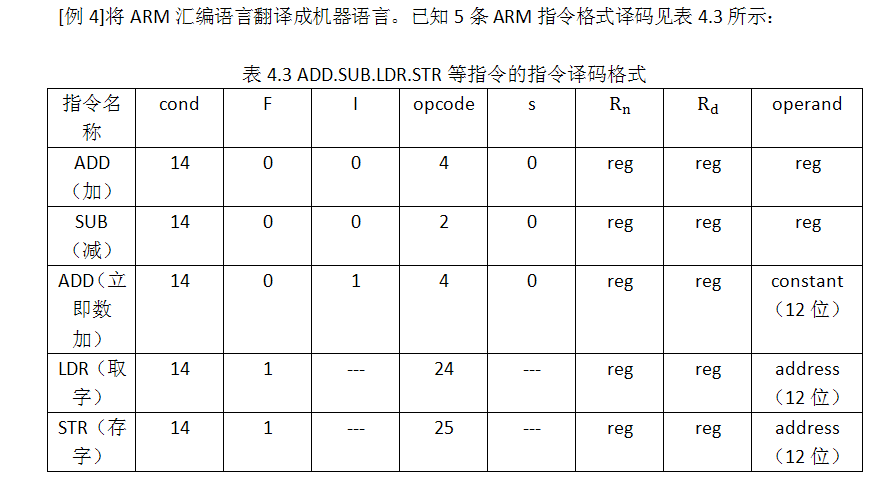 [例 4]将 ARM 汇编语言翻译成机器语言。已知 5 条 ARM 指令格式译码见表 4.3 所示：
表 4.3 ADD.SUB.LDR.STR 等指令的指令译码格式
指令名称 cond F I opcode s Rn Rd operand
ADD（加） 14 0 0 4 0 reg reg reg
SUB（减） 14 0 0 2 0 reg reg reg
ADD（立即数加） 14 0 1 4 0 reg reg constant（12 位）
LDR（取字） 14 1 --- 24 --- reg reg address（12 位）
STR（存字） 14 1 --- 25 --- reg reg address（12 位）